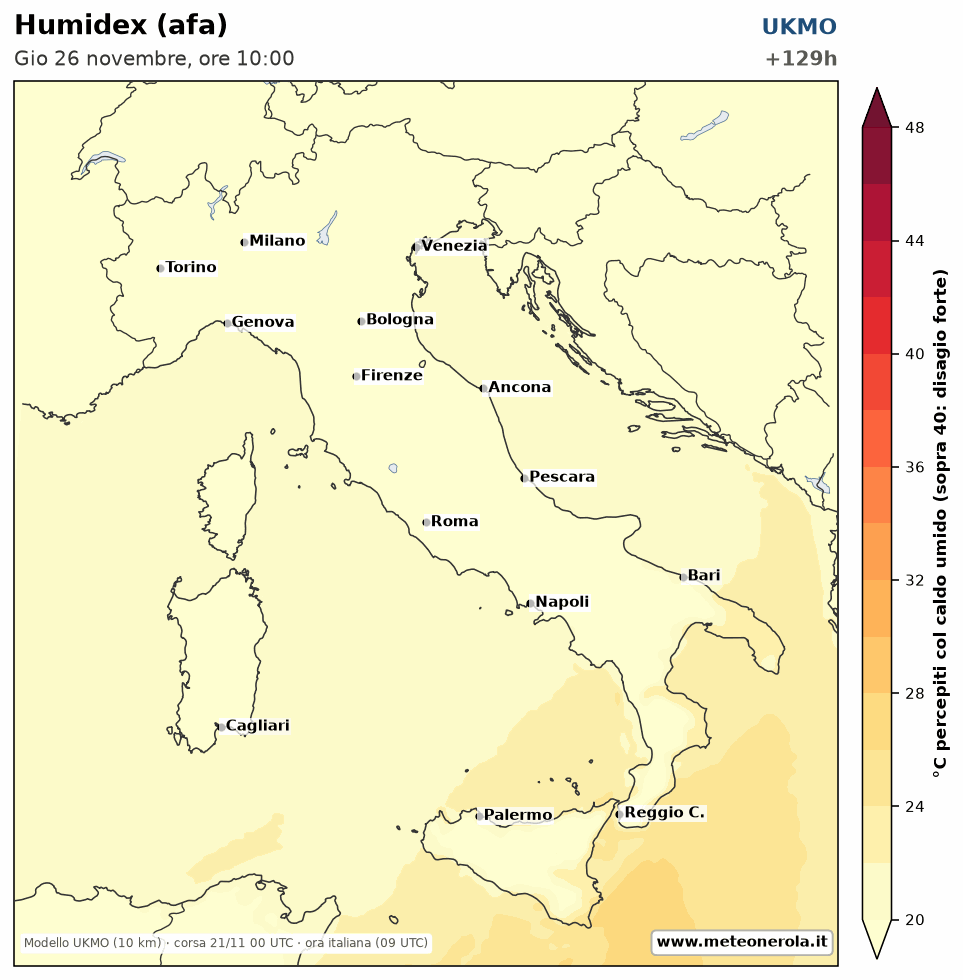 Humidex (afa)
UKMO
Gio 26 novembre, ore 10:00
+129h
48
44
40
36
32
28
24
20
°C percepiti col caldo umido (sopra 40: disagio forte)
Milano
Venezia
Torino
Genova
Bologna
Firenze
Ancona
Pescara
Roma
Bari
Napoli
Cagliari
Palermo
Reggio C.
Modello UKMO (10 km) · corsa 21/11 00 UTC · ora italiana (09 UTC)
www.meteonerola.it